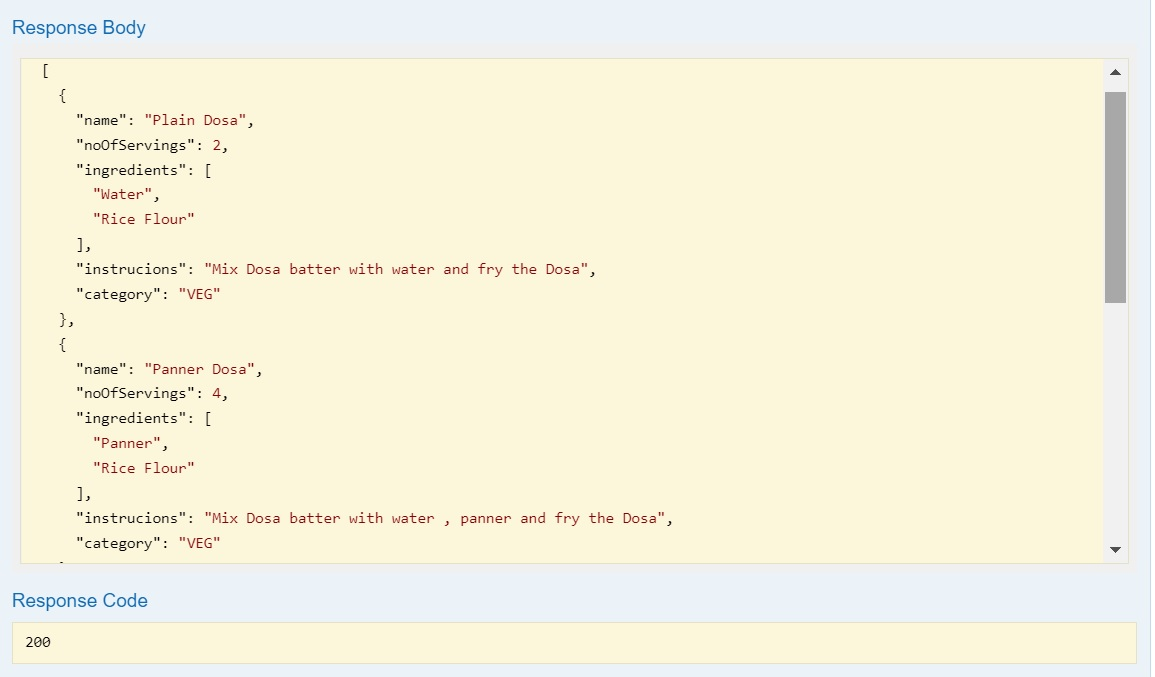 Response Body
[
{
"name": "Plain Dosa",
"noOfServings": 2,
"ingredients": [
"Water",
"Rice Flour"
],
"instrucions": "Mix Dosa batter with water and fry the Dosa",
"category": "VEG"
},
{
"name": "Panner Dosa",
"noOfServings": 4,
"ingredients": [
"Panner",
"Rice Flour"
],
"instrucions": "Mix Dosa batter with water , panner and fry the Dosa",
"category": "VEG"
Response Code
200